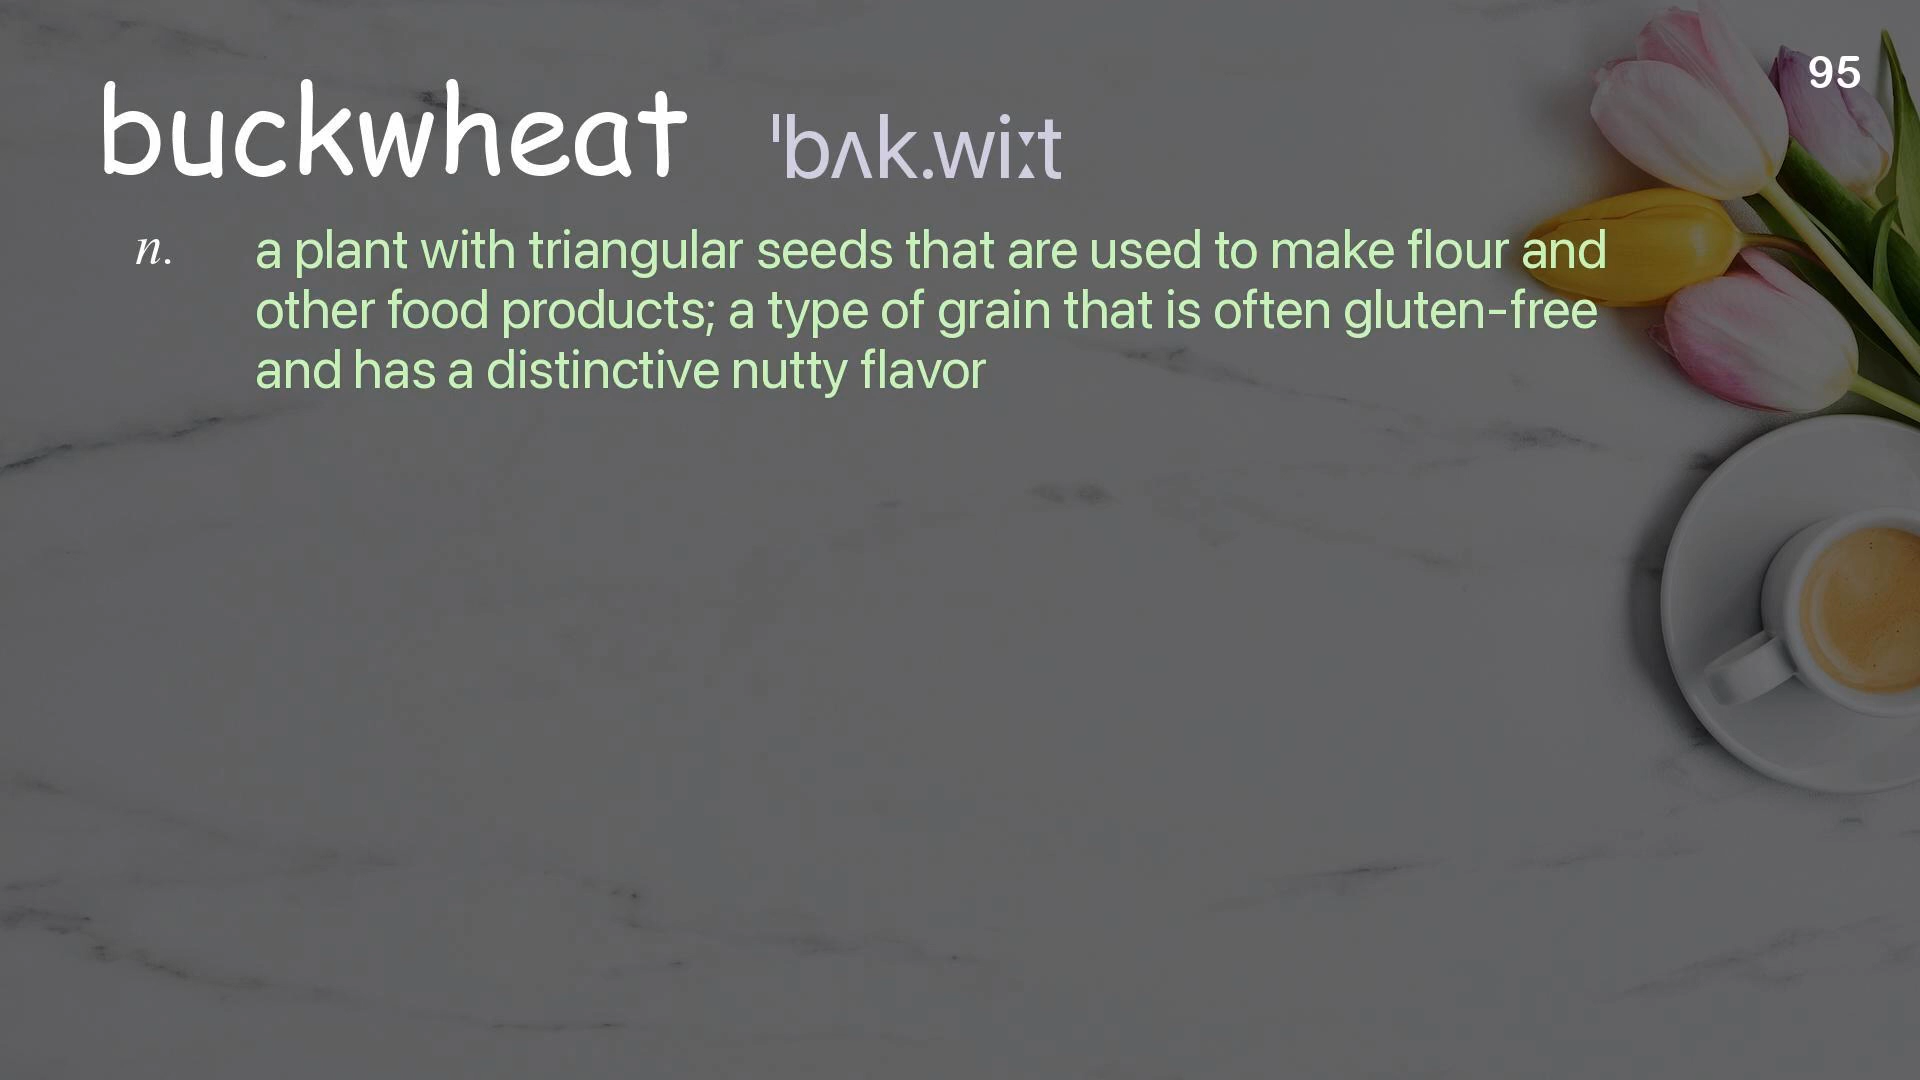 95
buckwheat ˈbʌk.wiːt
n. a plant with triangular seeds that are used to make flour and
other food products; a type of grain that is often gluten-free
and has a distinctive nutty flavor